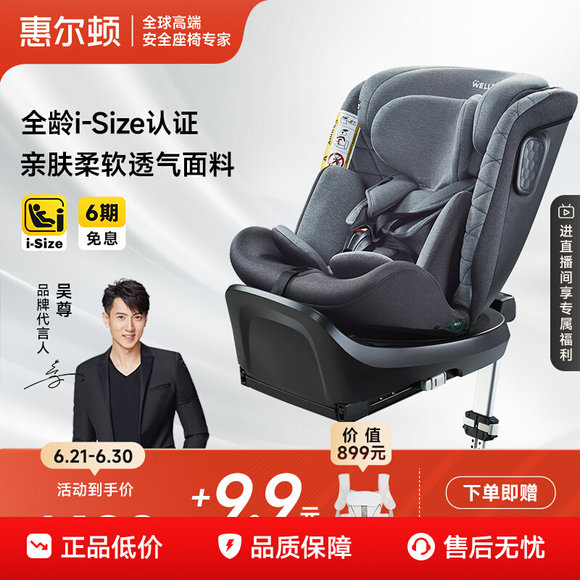 惠尔顿
全球高端
安全座椅专家
全龄i-Size认证
亲肤柔软透气面料
i-Size
6期
免息
吴尊
品牌代言人
WELL
进直播间享专属福利
6.21-6.30
活动到手价
+9.9元
价值
899元
下单即赠
正品低价
品质保障
售后无忧